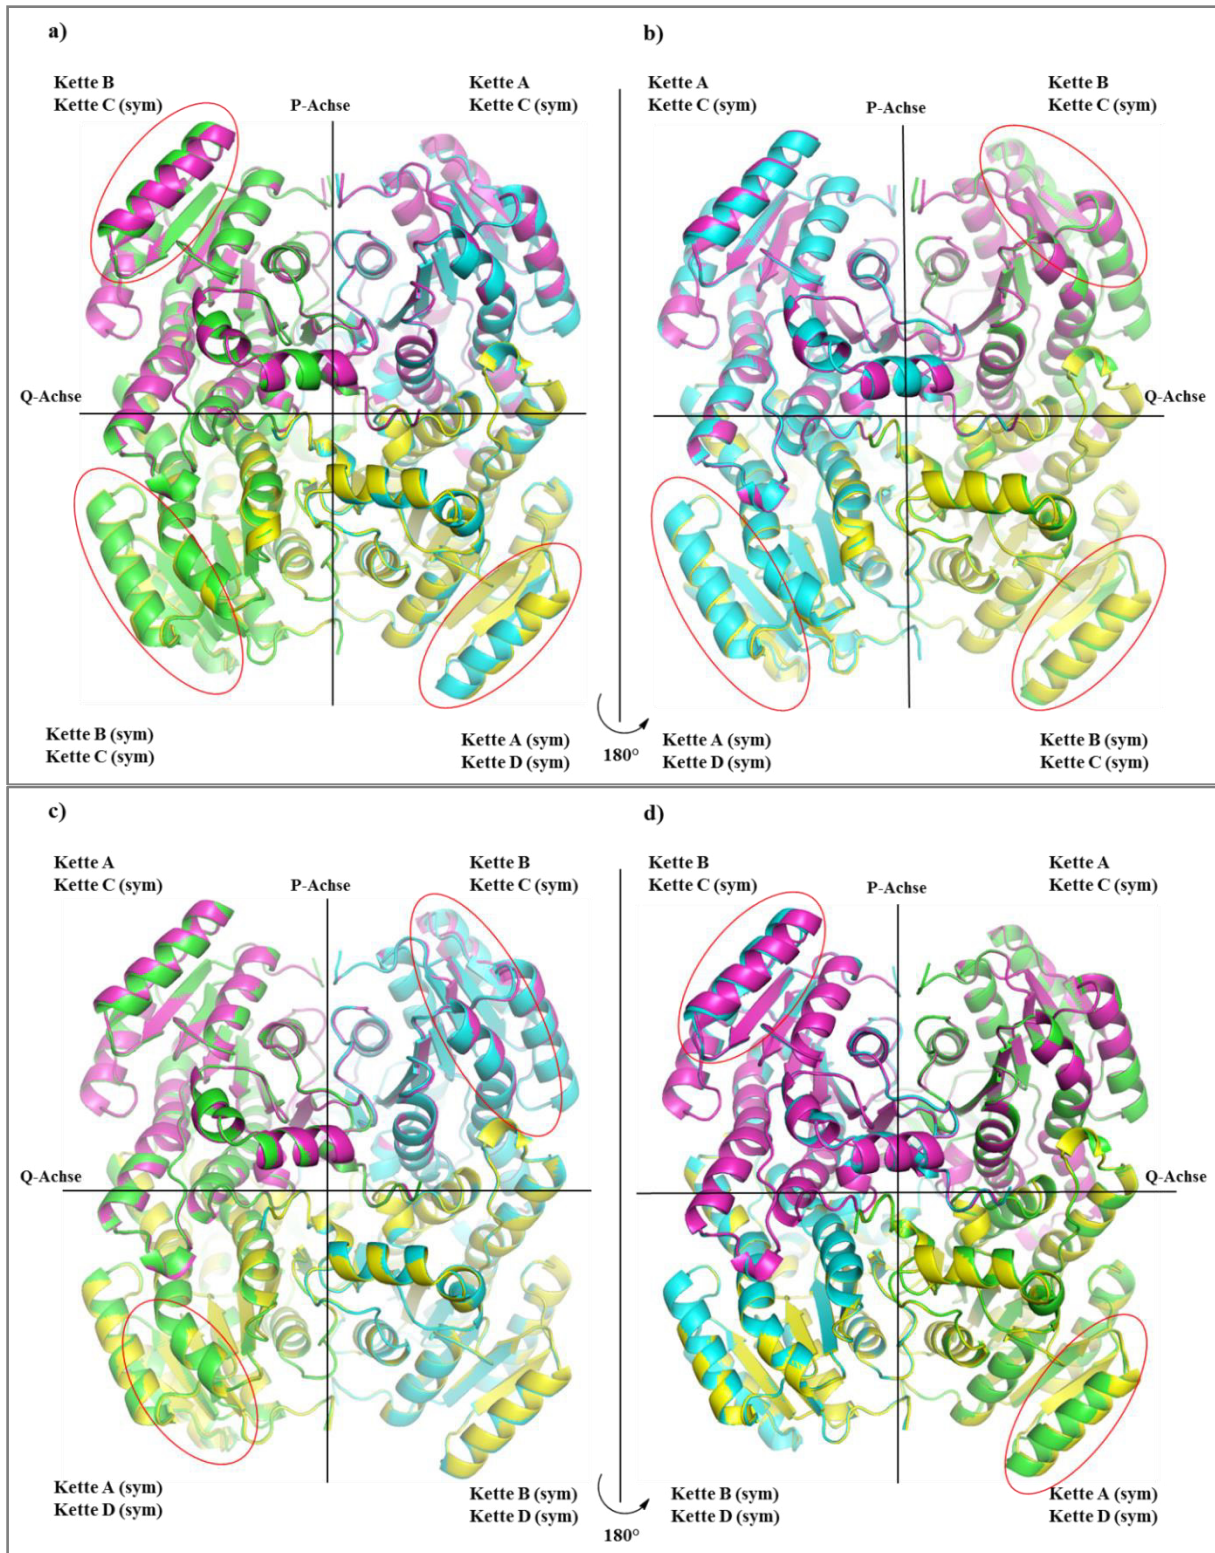 a)
Kette B
Kette C (sym)
P-Achse
Kette A
Kette C (sym)
Q-Achse
Kette B (sym)
Kette C (sym)
Kette A (sym)
Kette D (sym)
180°
b)
Kette A
Kette C (sym)
P-Achse
Kette B
Kette C (sym)
Q-Achse
Kette A (sym)
Kette D (sym)
Kette B (sym)
Kette C (sym)
c)
Kette A
Kette C (sym)
P-Achse
Kette B
Kette C (sym)
Q-Achse
Kette A (sym)
Kette D (sym)
Kette B (sym)
Kette D (sym)
180°
d)
Kette B
Kette C (sym)
P-Achse
Kette A
Kette C (sym)
Q-Achse
Kette B (sym)
Kette D (sym)
Kette A (sym)
Kette D (sym)